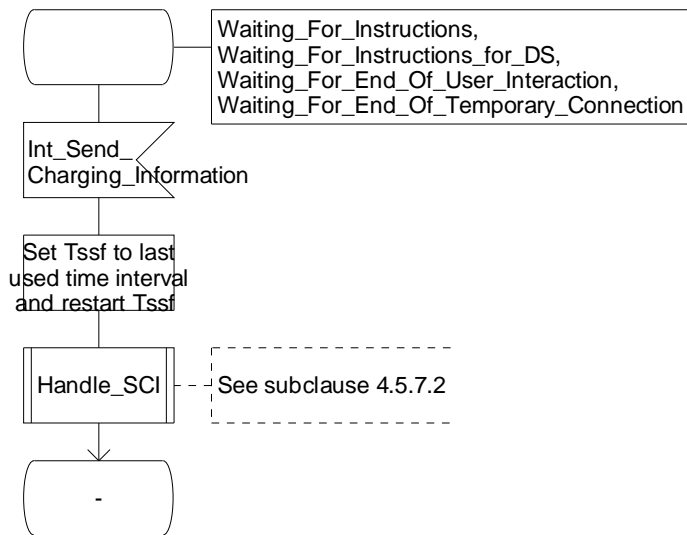 Waiting_For_Instructions,
Waiting_For_Instructions_for_DS,
Waiting_For_End_Of_User_Interaction,
Waiting_For_End_Of_Temporary_Connection
Int_Send_
Charging_Information
Set Tssf to last
used time interval
and restart Tssf
Handle_SCI
See subclause 4.5.7.2
-